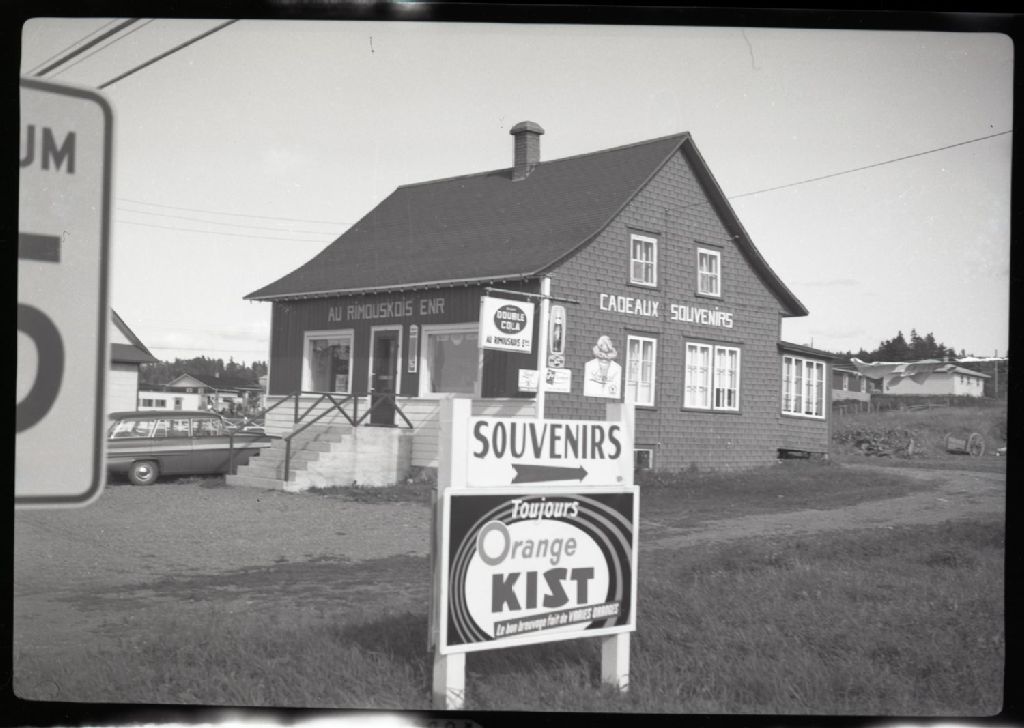 UM
AU RIMOUSKOIS ENR
DOUBLE
COLA
AU RIMOUSKOIS ENR
CADEAUX SOUVENIRS
SOUVENIRS
Toujours
Orange
KIST
Le bon breuvage fait de VRAIES ORANGES